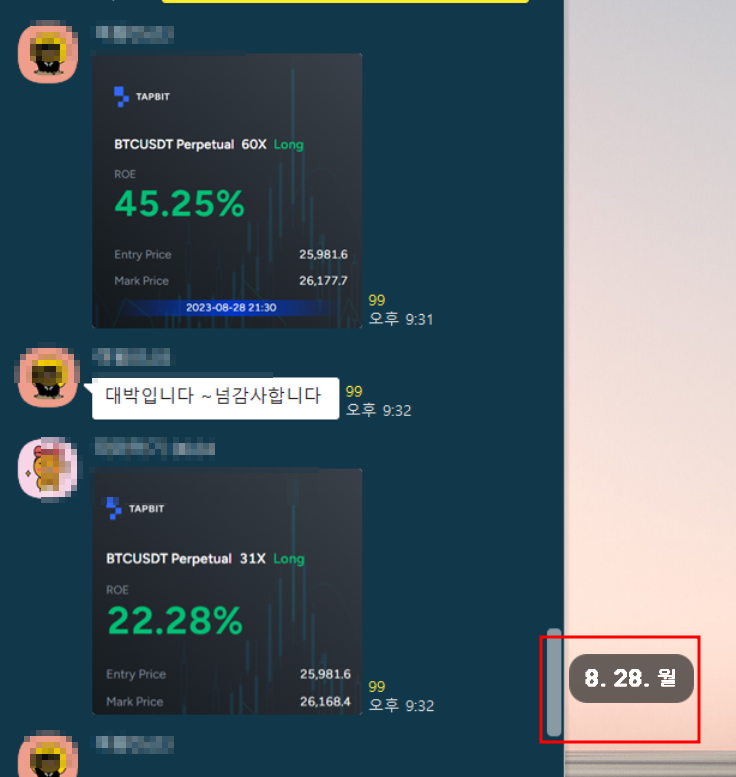 TAPBIT
BTCUSDT Perpetual 60X Long
ROE
45.25%
Entry Price 25,981.6
Mark Price 26,177.7
2023-08-28 21:30
99
오후 9:31
대박입니다 ~넘감사합니다
99
오후 9:32
TAPBIT
BTCUSDT Perpetual 31X Long
ROE
22.28%
Entry Price 25,981.6
Mark Price 26,168.4
99
오후 9:32
8. 28. 월